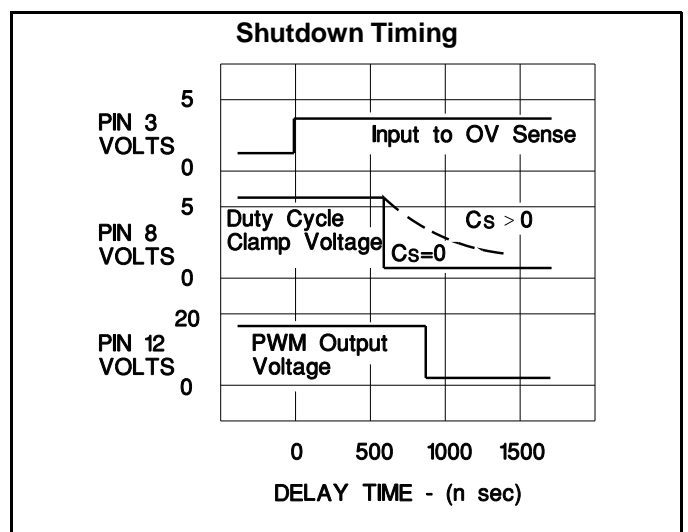 Shutdown Timing
5
PIN 3
VOLTS
0
Input to OV Sense
5
PIN 8
VOLTS
0
Duty Cycle
Clamp Voltage
Cs > 0
Cs=0
20
PIN 12
VOLTS
0
PWM Output
Voltage
0 500 1000 1500
DELAY TIME - (n sec)